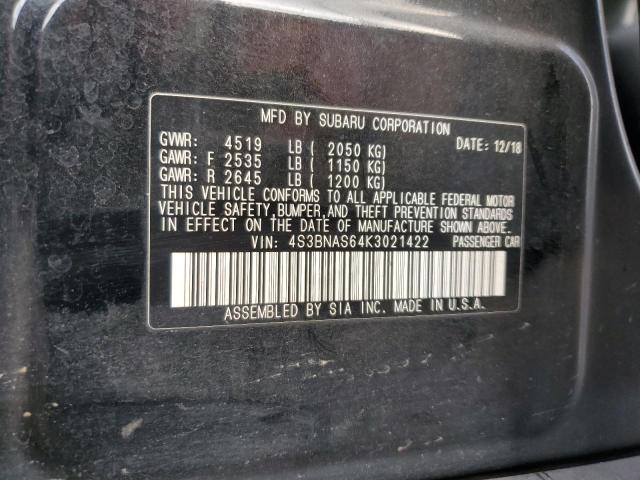 MFD BY SUBARU CORPORATION
GVWR: 4519 LB ( 2050 KG) DATE: 12/18
GAWR: F 2535 LB ( 1150 KG)
GAWR: R 2645 LB ( 1200 KG)
THIS VEHICLE CONFORMS TO ALL APPLICABLE FEDERAL MOTOR
VEHICLE SAFETY,BUMPER,AND THEFT PREVENTION STANDARDS
IN EFFECT ON THE DATE OF MANUFACTURE SHOWN ABOVE.
VIN: 4S3BNAS64K3021422 PASSENGER CAR
ASSEMBLED BY SIA INC. MADE IN U.S.A.